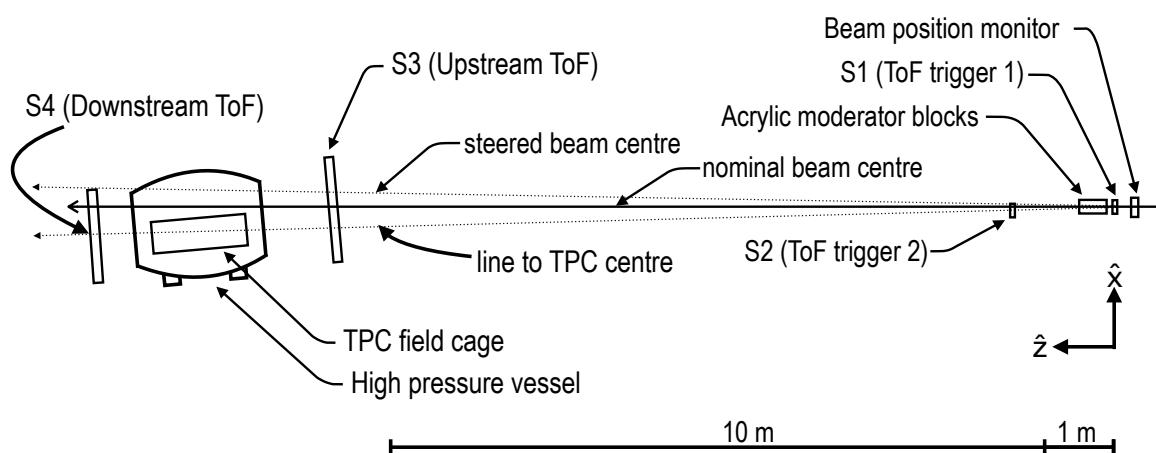 Beam position monitor
S3 (Upstream ToF)
S1 (ToF trigger 1)
S4 (Downstream ToF)
Acrylic moderator blocks
steered beam centre
nominal beam centre
S2 (ToF trigger 2)
line to TPC centre
x̂
ẑ
TPC field cage
High pressure vessel
10 m
1 m